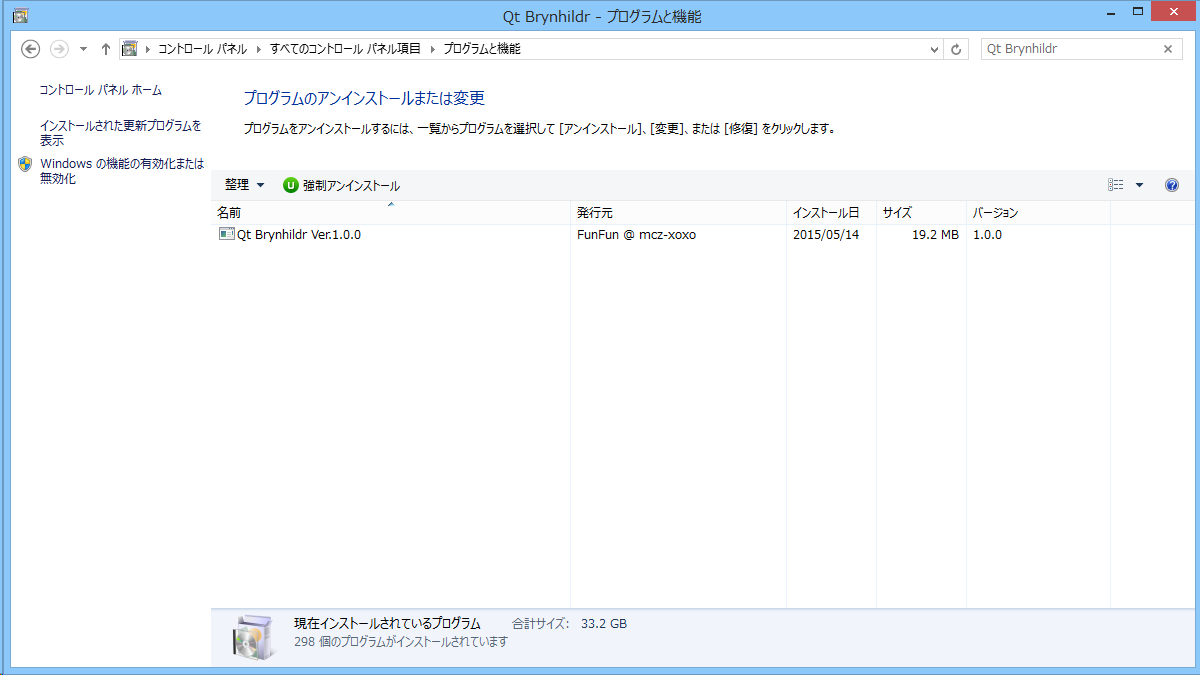 Qt Brynhildr - プログラムと機能
コントロール パネル
すべてのコントロール パネル項目
プログラムと機能
Qt Brynhildr
コントロール パネル ホーム
インストールされた更新プログラムを
表示
Windows の機能の有効化または
無効化
プログラムのアンインストールまたは変更
プログラムをアンインストールするには、一覧からプログラムを選択して [アンインストール]、[変更]、または [修復] をクリックします。
整理 U 強制アンインストール
名前 発行元 インストール日 サイズ バージョン
Qt Brynhildr Ver.1.0.0 FunFun @ mcz-xoxo 2015/05/14 19.2 MB 1.0.0
現在インストールされているプログラム 合計サイズ: 33.2 GB
298 個のプログラムがインストールされています